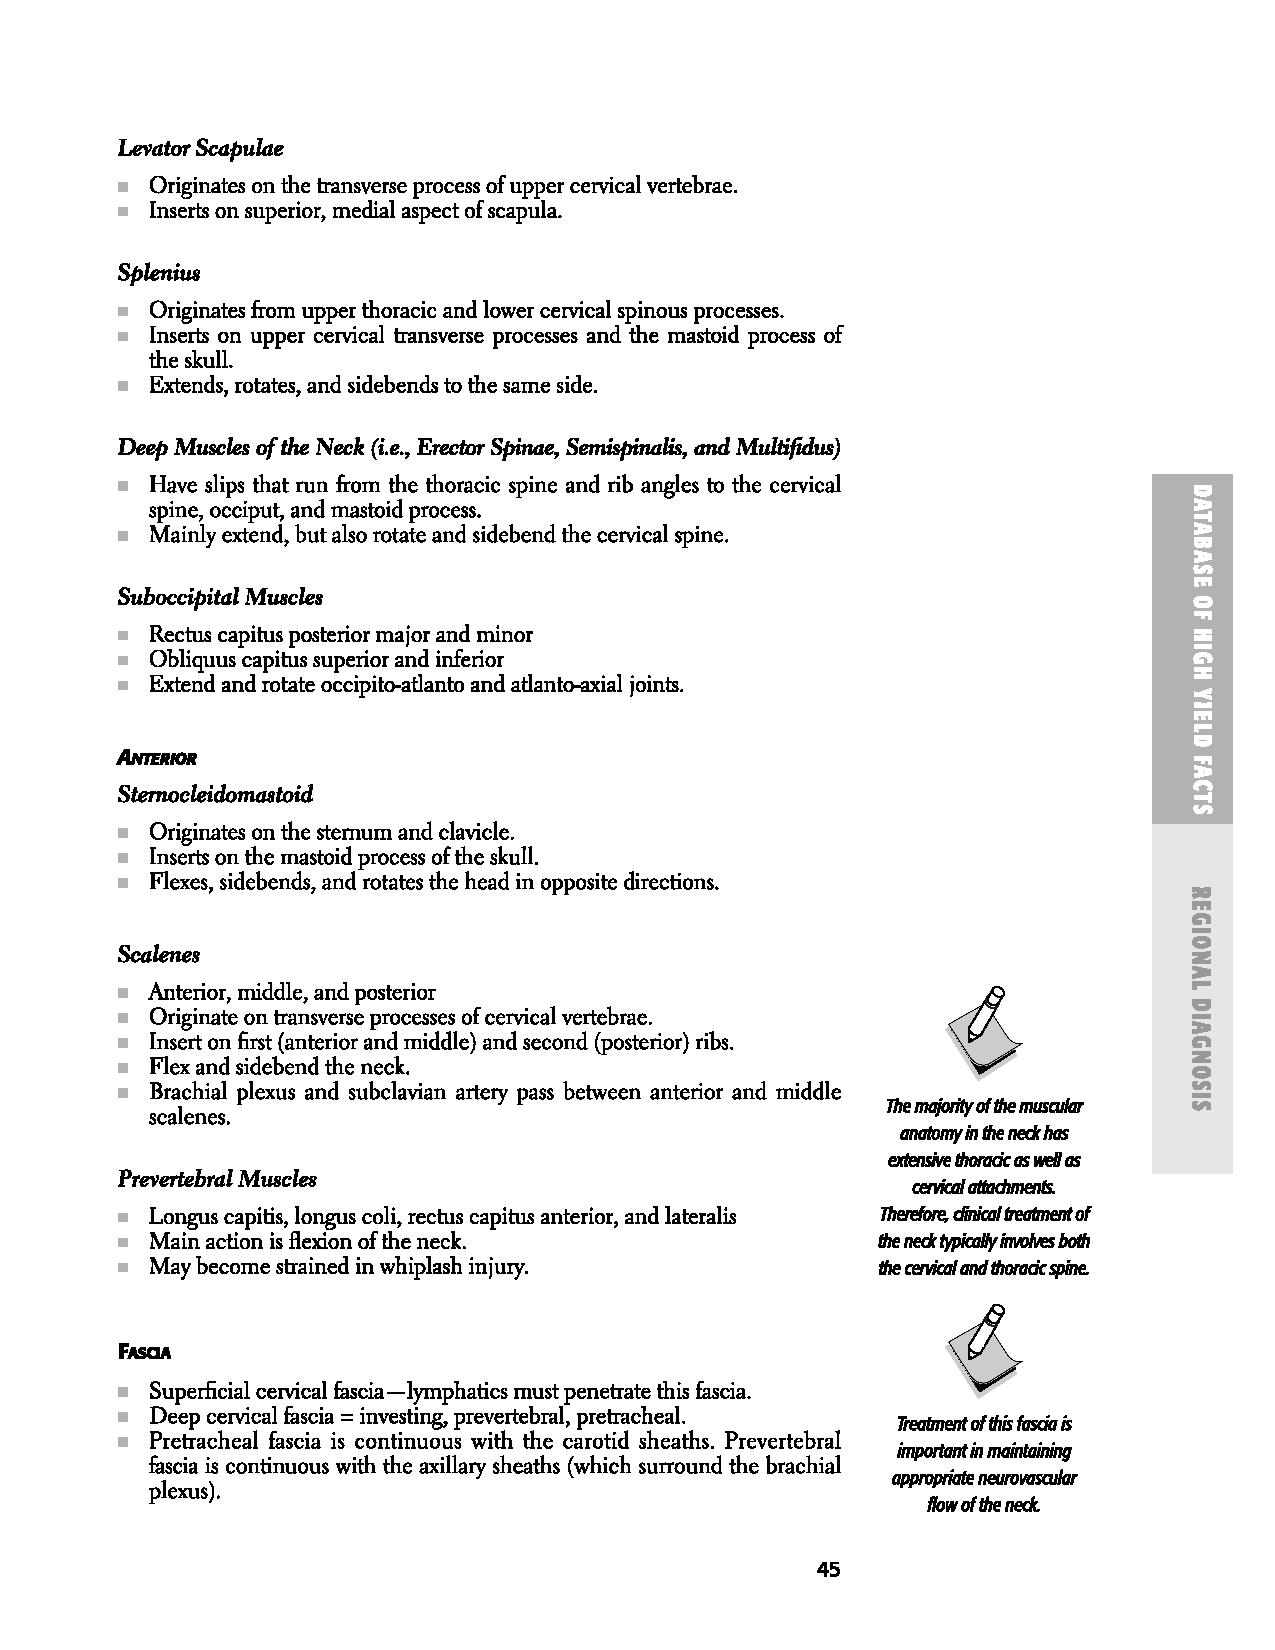 Levator Scapulae
■ Originates on the transverse process of upper cervical vertebrae.
■ Inserts on superior, medial aspect of scapula.
Splenius
■ Originates from upper thoracic and lower cervical spinous processes.
■ Inserts on upper cervical transverse processes and the mastoid process of
the skull.
■ Extends, rotates, and sidebends to the same side.
Deep Muscles of the Neck (i.e., Erector Spinae, Semispinalis, and Multifidus)
■ Have slips that run from the thoracic spine and rib angles to the cervical
spine, occiput, and mastoid process.
■ Mainly extend, but also rotate and sidebend the cervical spine.
Suboccipital Muscles
■ Rectus capitus posterior major and minor
■ Obliquus capitus superior and inferior
■ Extend and rotate occipito-atlanto and atlanto-axial joints.
ANTERIOR
Sternocleidomastoid
■ Originates on the sternum and clavicle.
■ Inserts on the mastoid process of the skull.
■ Flexes, sidebends, and rotates the head in opposite directions.
Scalenes
■ Anterior, middle, and posterior
■ Originate on transverse processes of cervical vertebrae.
■ Insert on first (anterior and middle) and second (posterior) ribs.
■ Flex and sidebend the neck.
■ Brachial plexus and subclavian artery pass between anterior and middle
scalenes.
Prevertebral Muscles
■ Longus capitis, longus coli, rectus capitus anterior, and lateralis
■ Main action is flexion of the neck.
■ May become strained in whiplash injury.
FASCIA
■ Superficial cervical fascia—lymphatics must penetrate this fascia.
■ Deep cervical fascia = investing, prevertebral, pretracheal.
■ Pretracheal fascia is continuous with the carotid sheaths. Prevertebral
fascia is continuous with the axillary sheaths (which surround the brachial
plexus).
The majority of the muscular
anatomy in the neck has
extensive thoracic as well as
cervical attachments.
Therefore, clinical treatment of
the neck typically involves both
the cervical and thoracic spine.
Treatment of this fascia is
important in maintaining
appropriate neurovascular
flow of the neck.
DATABASE OF HIGH YIELD FACTS
REGIONAL DIAGNOSIS
45